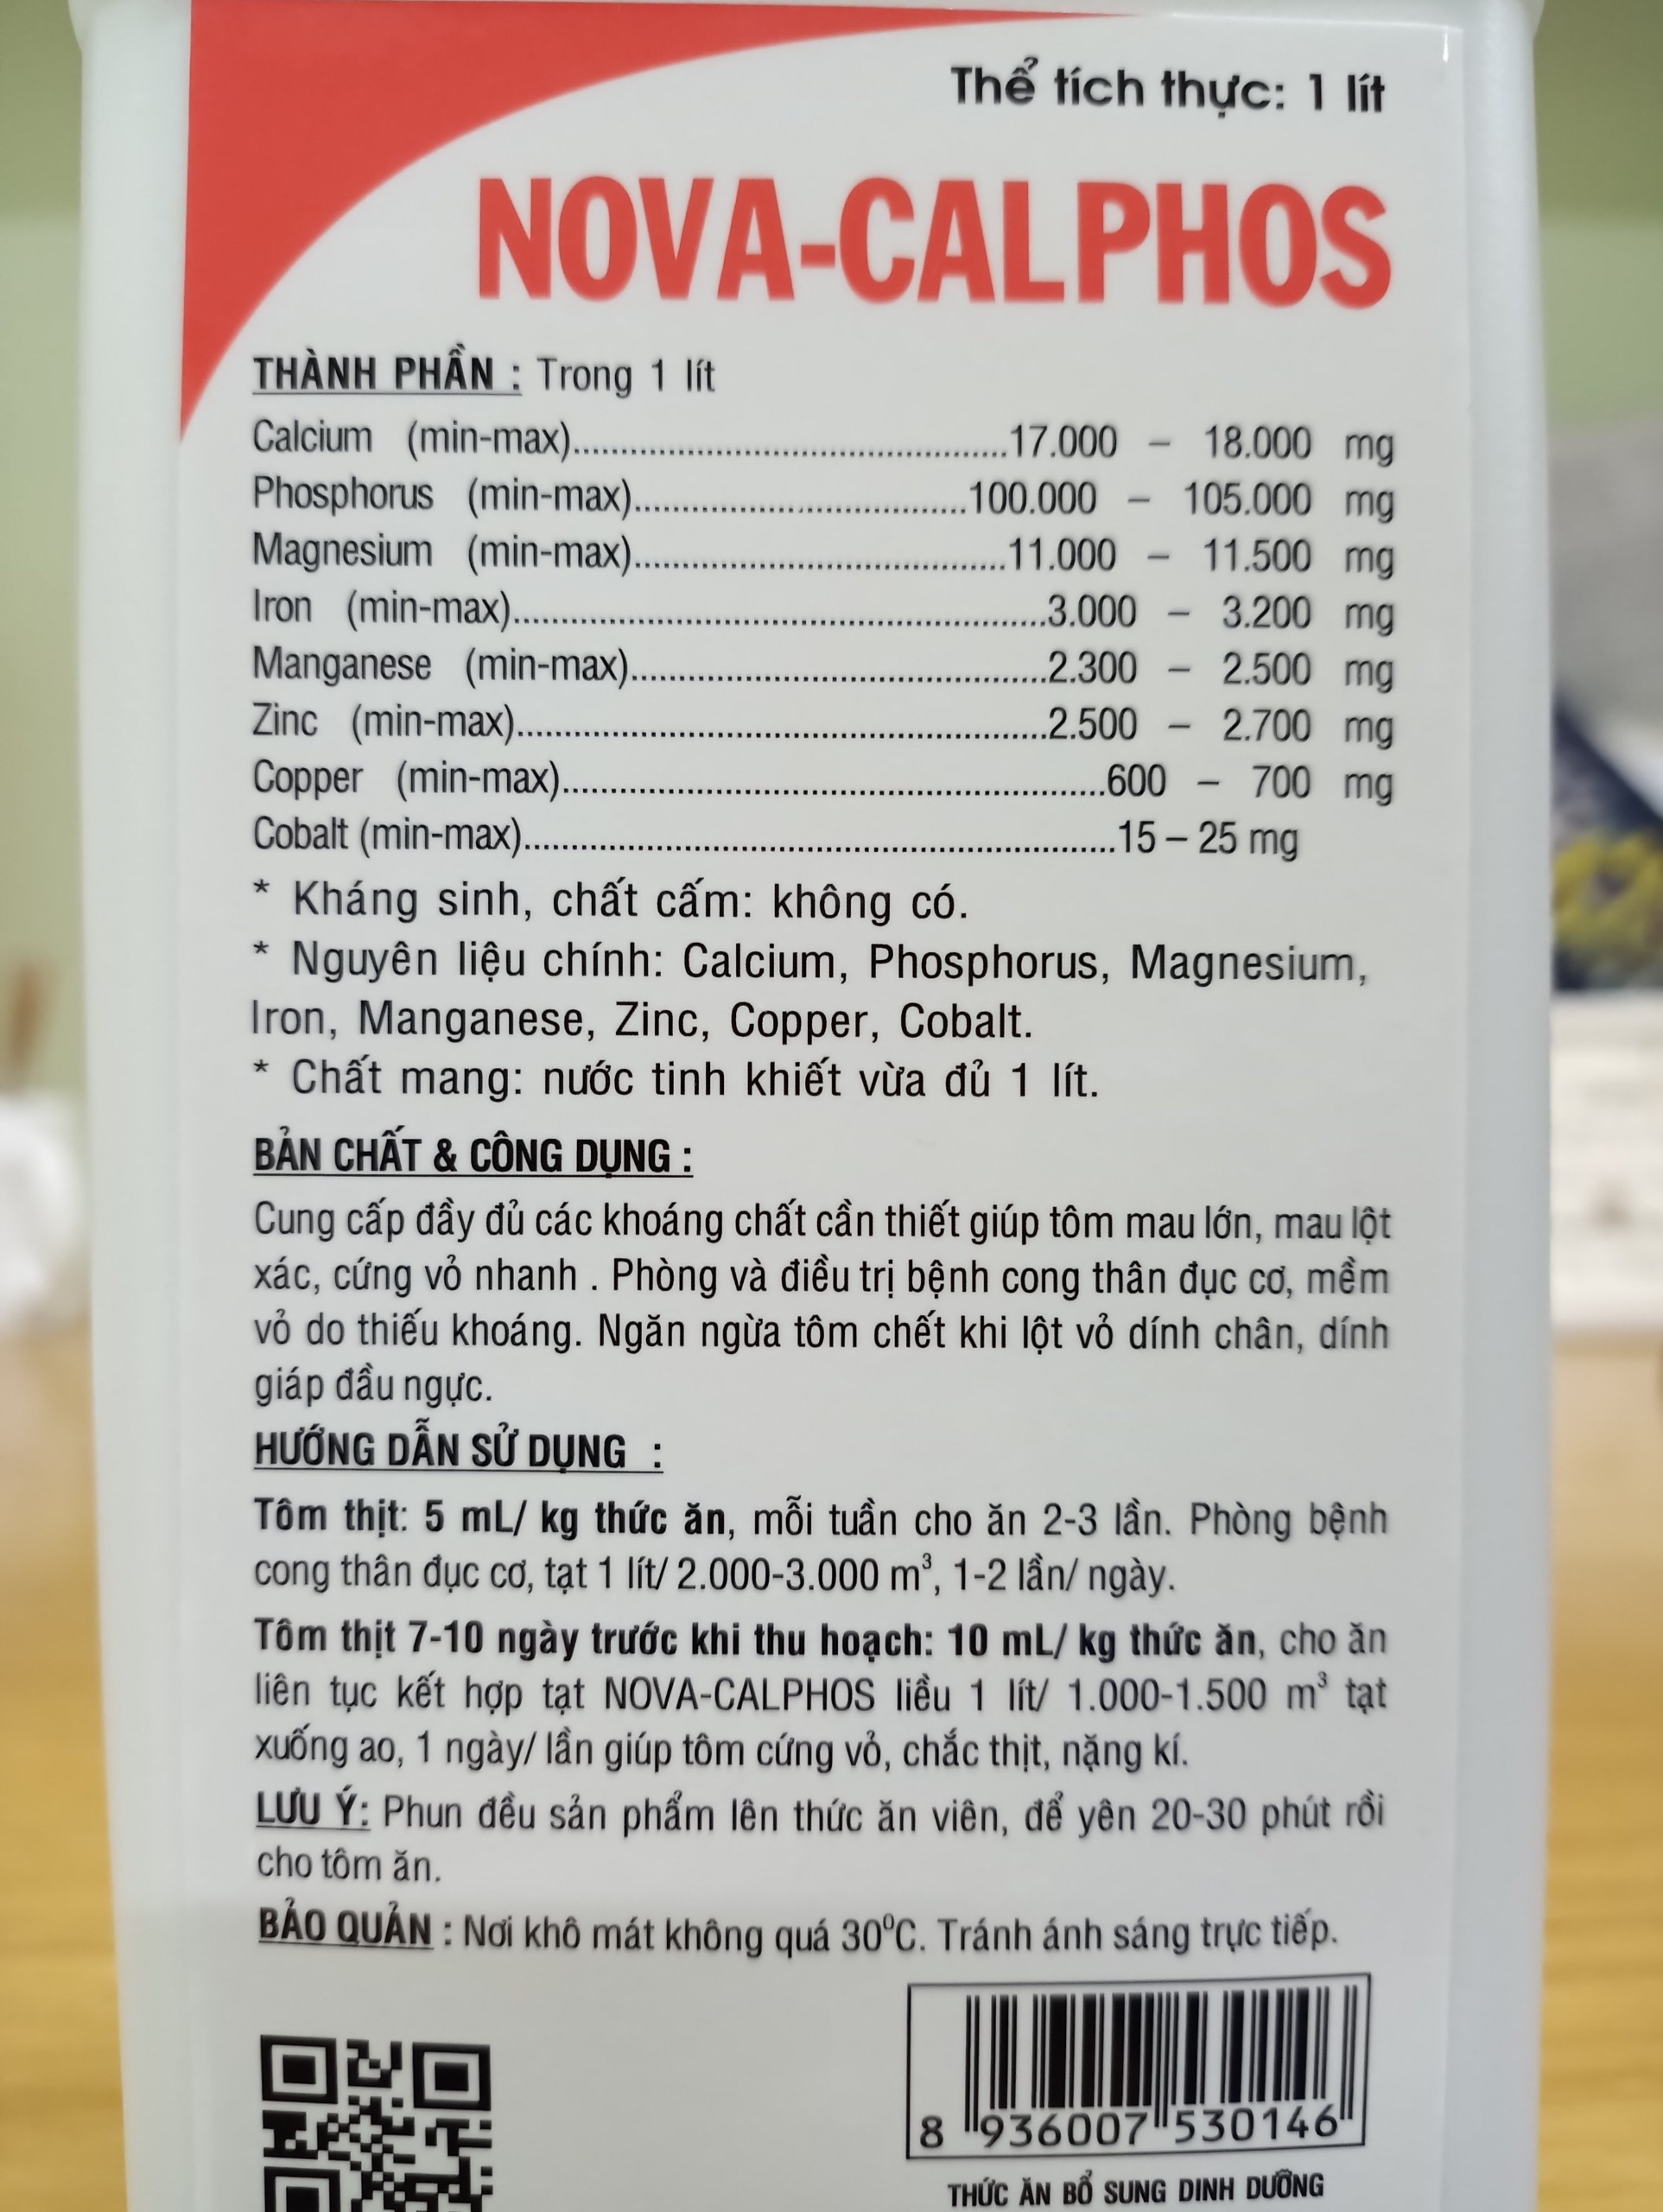 Thể tích thực: 1 lít
NOVA-CALPHOS
THÀNH PHẦN : Trong 1 lít
Calcium (min-max)..........................................17.000 – 18.000 mg
Phosphorus (min-max)..................................100.000 – 105.000 mg
Magnesium (min-max)....................................11.000 – 11.500 mg
Iron (min-max)....................................................3.000 – 3.200 mg
Manganese (min-max)........................................2.300 – 2.500 mg
Zinc (min-max)...................................................2.500 – 2.700 mg
Copper (min-max)....................................................600 – 700 mg
Cobalt (min-max).........................................................15 – 25 mg
* Kháng sinh, chất cấm: không có.
* Nguyên liệu chính: Calcium, Phosphorus, Magnesium,
Iron, Manganese, Zinc, Copper, Cobalt.
* Chất mang: nước tinh khiết vừa đủ 1 lít.
BẢN CHẤT & CÔNG DỤNG :
Cung cấp đầy đủ các khoáng chất cần thiết giúp tôm mau lớn, mau lột
xác, cứng vỏ nhanh . Phòng và điều trị bệnh cong thân đục cơ, mềm
vỏ do thiếu khoáng. Ngăn ngừa tôm chết khi lột vỏ dính chân, dính
giáp đầu ngực.
HƯỚNG DẪN SỬ DỤNG :
Tôm thịt: 5 mL/ kg thức ăn, mỗi tuần cho ăn 2-3 lần. Phòng bệnh
cong thân đục cơ, tạt 1 lít/ 2.000-3.000 m³, 1-2 lần/ ngày.
Tôm thịt 7-10 ngày trước khi thu hoạch: 10 mL/ kg thức ăn, cho ăn
liên tục kết hợp tạt NOVA-CALPHOS liều 1 lít/ 1.000-1.500 m³ tạt
xuống ao, 1 ngày/ lần giúp tôm cứng vỏ, chắc thịt, nặng kí.
LƯU Ý: Phun đều sản phẩm lên thức ăn viên, để yên 20-30 phút rồi
cho tôm ăn.
BẢO QUẢN : Nơi khô mát không quá 30⁰C. Tránh ánh sáng trực tiếp.
8 936007 530146
THỨC ĂN BỔ SUNG DINH DƯỠNG